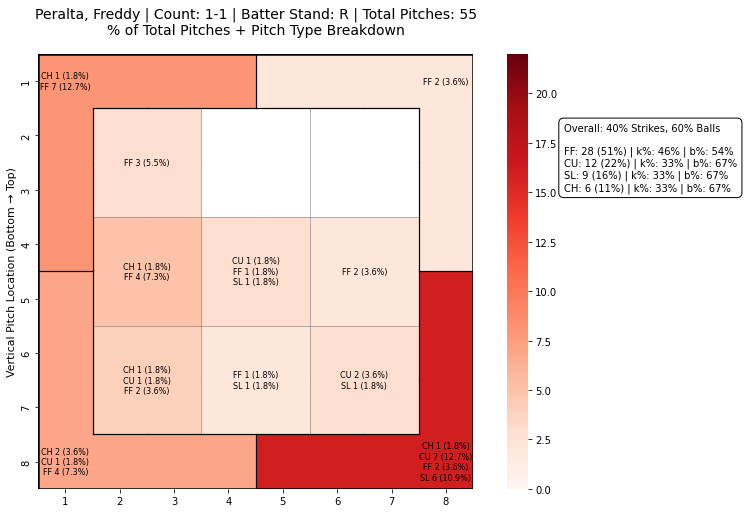 Peralta, Freddy | Count: 1-1 | Batter Stand: R | Total Pitches: 55
% of Total Pitches + Pitch Type Breakdown
Vertical Pitch Location (Bottom → Top)
1
2
3
4
5
6
7
8
CH 1 (1.8%)
FF 7 (12.7%)
FF 2 (3.6%)
FF 3 (5.5%)
CH 1 (1.8%)
FF 4 (7.3%)
CU 1 (1.8%)
FF 1 (1.8%)
SL 1 (1.8%)
FF 2 (3.6%)
CH 1 (1.8%)
CU 1 (1.8%)
FF 2 (3.6%)
FF 1 (1.8%)
SL 1 (1.8%)
CU 2 (3.6%)
SL 1 (1.8%)
CH 2 (3.6%)
CU 1 (1.8%)
FF 4 (7.3%)
CH 1 (1.8%)
CU 7 (12.7%)
FF 2 (3.6%)
SL 6 (10.9%)
1 2 3 4 5 6 7 8
20.0
17.5
15.0
12.5
10.0
7.5
5.0
2.5
0.0
Overall: 40% Strikes, 60% Balls
FF: 28 (51%) | k%: 46% | b%: 54%
CU: 12 (22%) | k%: 33% | b%: 67%
SL: 9 (16%) | k%: 33% | b%: 67%
CH: 6 (11%) | k%: 33% | b%: 67%